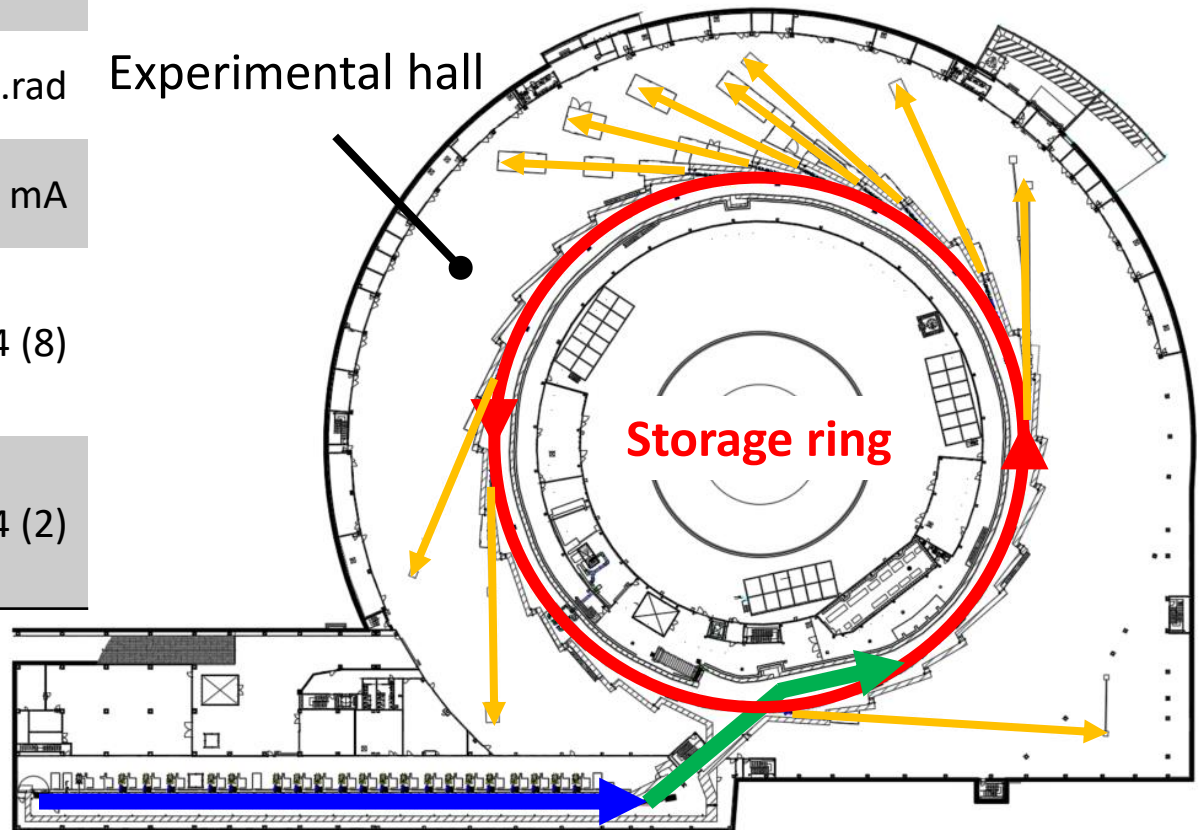 .rad
Experimental hall
mA
4 (8)
Storage ring
4 (2)